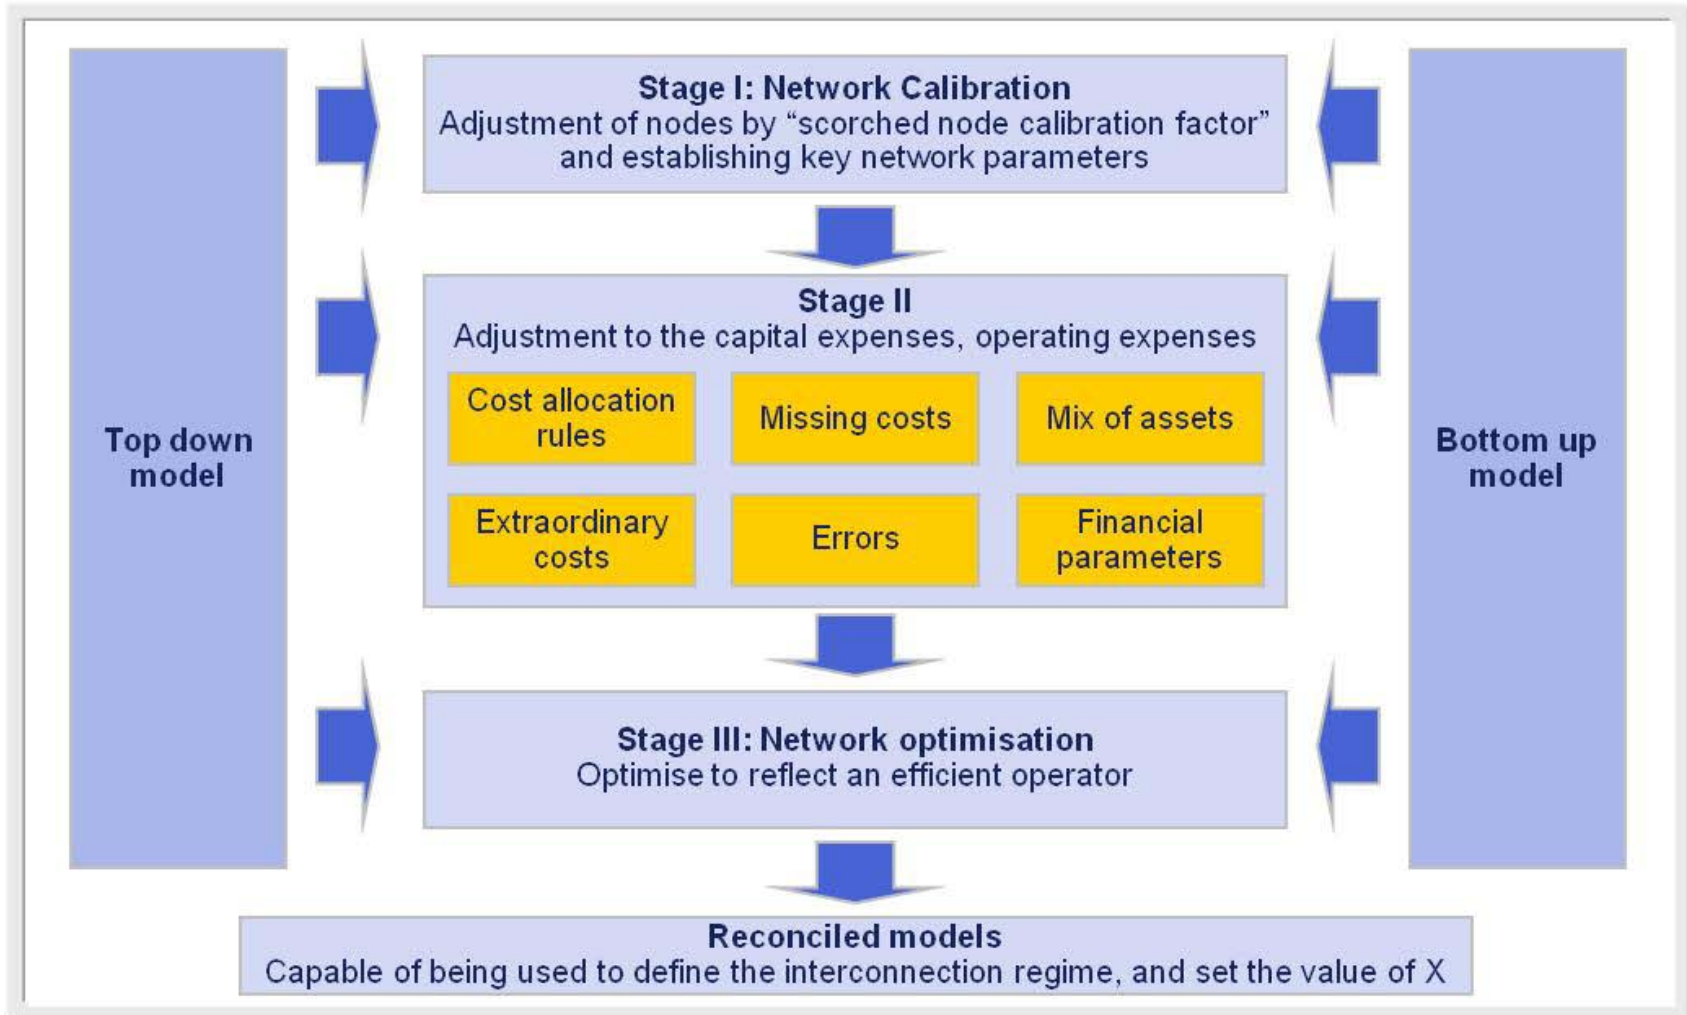 Stage I: Network Calibration
Adjustment of nodes by “scorched node calibration factor”
and establishing key network parameters
Stage II
Adjustment to the capital expenses, operating expenses
Cost allocation
rules
Missing costs
Mix of assets
Extraordinary
costs
Errors
Financial
parameters
Top down
model
Bottom up
model
Stage III: Network optimisation
Optimise to reflect an efficient operator
Reconciled models
Capable of being used to define the interconnection regime, and set the value of X